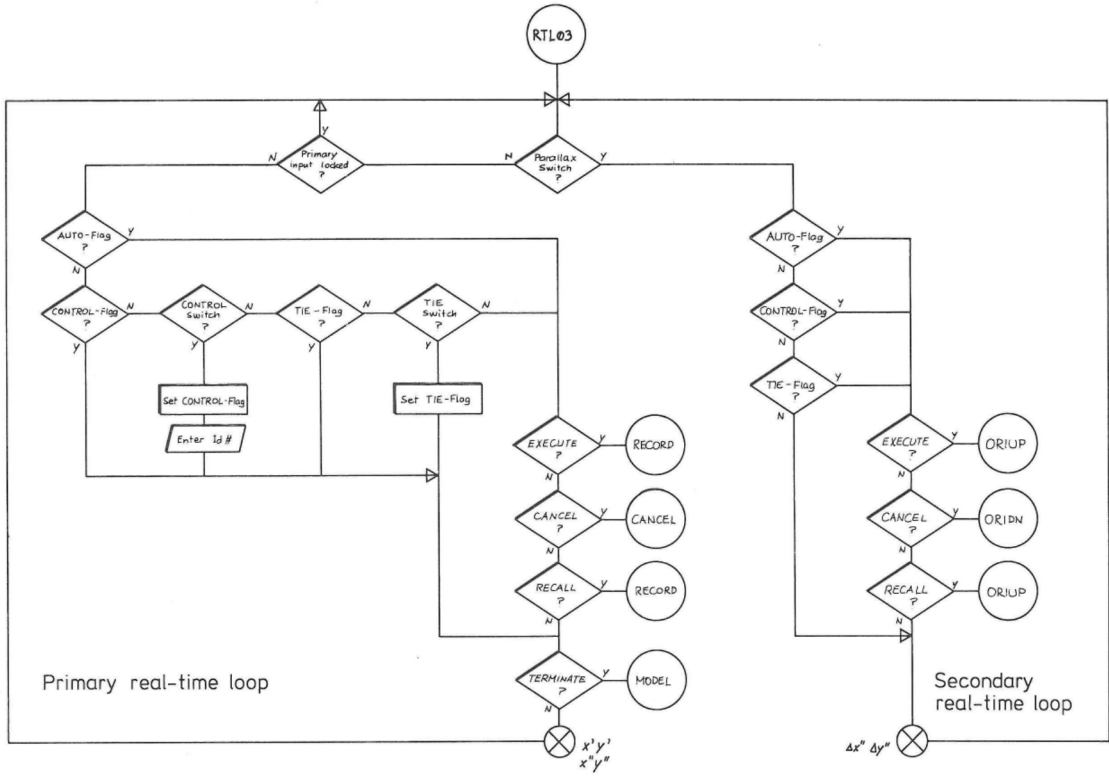 RTLØ3
Y
N
Primary
input locked
?
N
Parallax
Switch
?
Y
AUTO-Flag
?
Y
N
AUTO-Flag
?
Y
N
CONTROL-Flag
?
N
Y
CONTROL
Switch
?
N
Y
TIE-Flag
?
N
Y
TIE
Switch
?
N
Y
CONTROL-Flag
?
Y
N
Set CONTROL-Flag
Enter Id #
Set TIE-Flag
TIE-Flag
?
Y
N
EXECUTE
?
Y
N
RECORD
EXECUTE
?
Y
N
ORIUP
CANCEL
?
Y
N
CANCEL
CANCEL
?
Y
N
ORIDN
RECALL
?
Y
N
RECORD
RECALL
?
Y
N
ORIUP
Primary real-time loop
TERMINATE
?
Y
N
MODEL
Secondary
real-time loop
x' y'
x" y"
Δx" Δy"